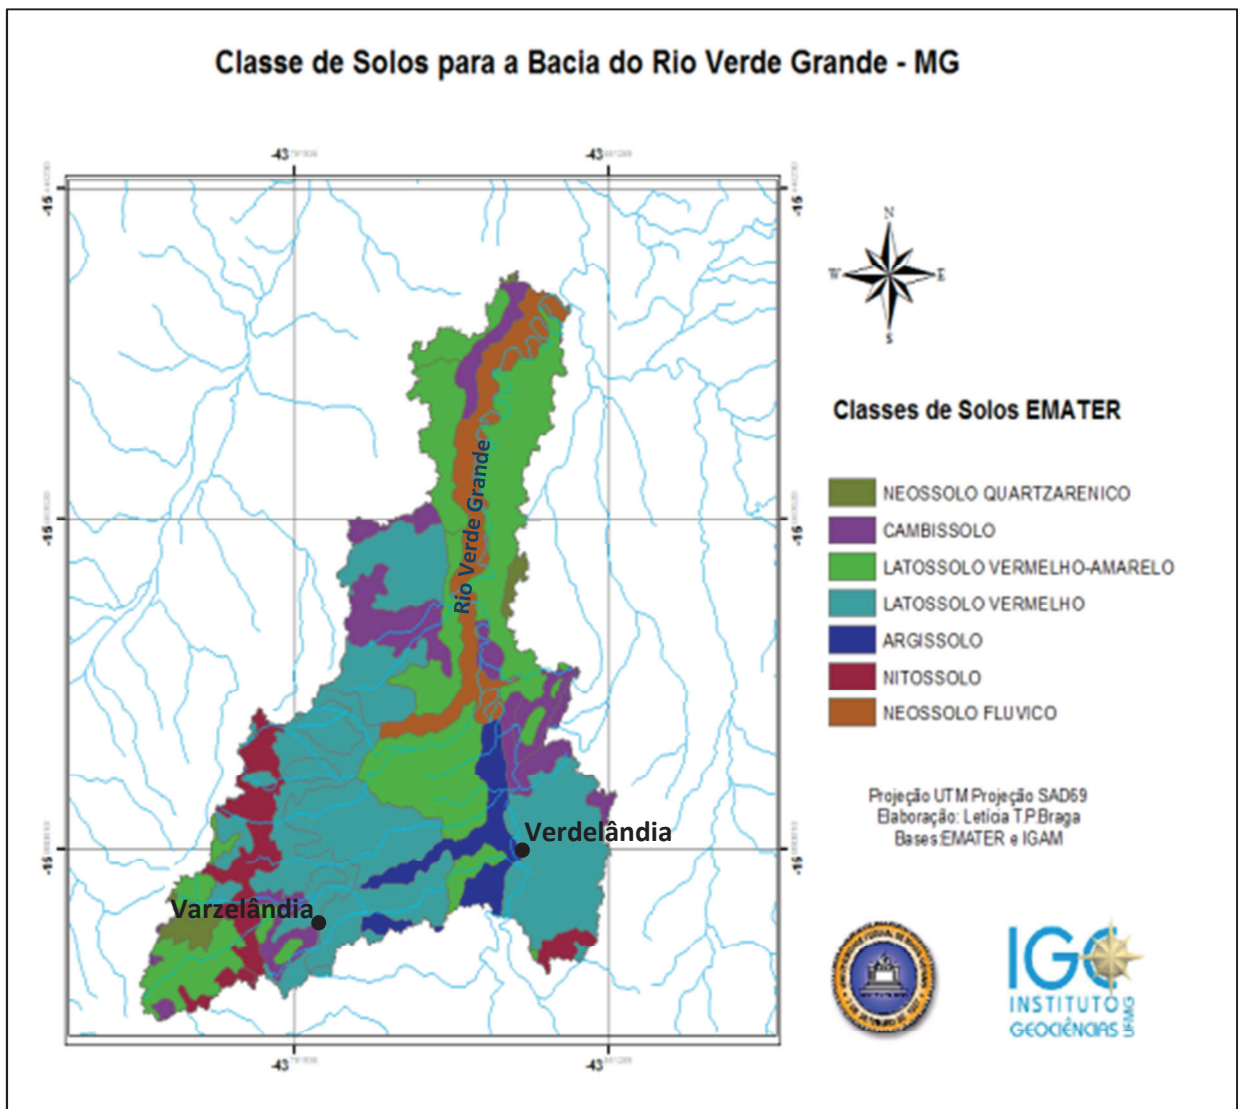 Classe de Solos para a Bacia do Rio Verde Grande - MG
-43
-43
-15
-15
N
W
E
S
Classes de Solos EMATER
NEOSSOLO QUARTZARENICO
CAMBISSOLO
LATOSSOLO VERMELHO-AMARELO
LATOSSOLO VERMELHO
ARGISSOLO
NITOSSOLO
NEOSSOLO FLUVICO
Rio Verde Grande
-15
-15
Projeção UTM Projeção SAD69
Elaboração: Letícia T.P.Braga
Bases:EMATER e IGAM
Verdelândia
-15
-15
Varzelândia
IGC
INSTITUTO
GEOCIÊNCIAS
UFMG
-43
-43